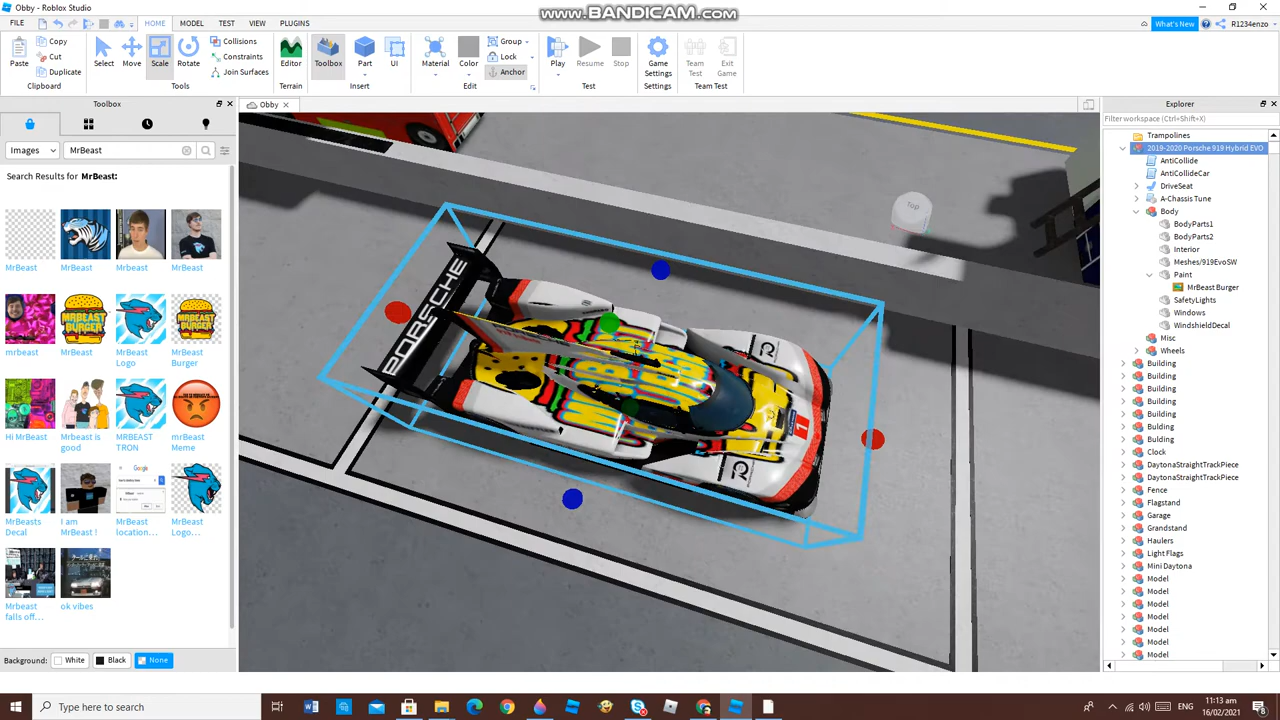 Obby - Roblox Studio
www.BANDICAM.com
FILE
HOME
MODEL
TEST
VIEW
PLUGINS
What's New
R1234enzo
Paste
Copy
Cut
Duplicate
Clipboard
Select
Move
Scale
Rotate
Collisions
Constraints
Join Surfaces
Tools
Editor
Terrain
Toolbox
Part
UI
Insert
Material
Color
Group
Lock
Anchor
Edit
Play
Resume
Stop
Test
Game Settings
Settings
Team Test
Exit Game
Team Test
Toolbox
Images
MrBeast
Search Results for MrBeast:
MrBeast
MrBeast
Mrbeast
MrBeast
mrbeast
MrBeast
MrBeast Logo
MrBeast Burger
Hi MrBeast
Mrbeast is good
MRBEAST TRON
mrBeast Meme
MrBeasts Decal
I am MrBeast !
MrBeast location...
MrBeast Logo...
Mrbeast falls off...
ok vibes
Background:
White
Black
None
Obby
PORSCHE
Top
1
Explorer
Filter workspace (Ctrl+Shift+X)
Trampolines
2019-2020 Porsche 919 Hybrid EVO
AntiCollide
AntiCollideCar
DriveSeat
A-Chassis Tune
Body
BodyParts1
BodyParts2
Interior
Meshes/919EvoSW
Paint
MrBeast Burger
SafetyLights
Windows
WindshieldDecal
Misc
Wheels
Building
Building
Building
Building
Building
Building
Bulding
Clock
DaytonaStraightTrackPiece
DaytonaStraightTrackPiece
Fence
Flagstand
Garage
Grandstand
Haulers
Light Flags
Mini Daytona
Model
Model
Model
Model
Model
Model
Model
Type here to search
11:13 am
16/02/2021